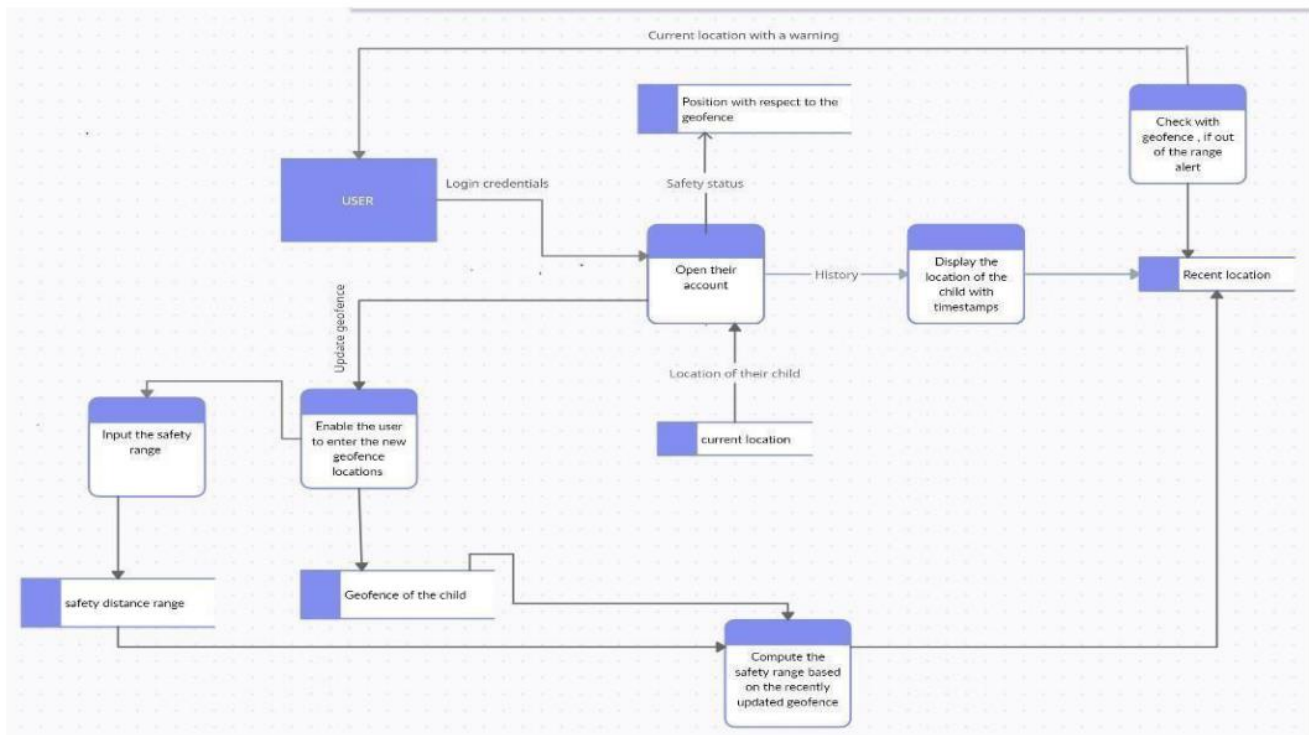 Current location with a warning
Position with respect to the
geofence
Check with
geofence , if out
of the range
alert
USER
Login credentials
Safety status
Open their
account
History
Display the
location of the
child with
timestamps
Recent location
Update geofence
Location of their child
current location
Input the safety
range
Enable the user
to enter the new
geofence
locations
safety distance range
Geofence of the child
Compute the
safety range based
on the recently
updated geofence